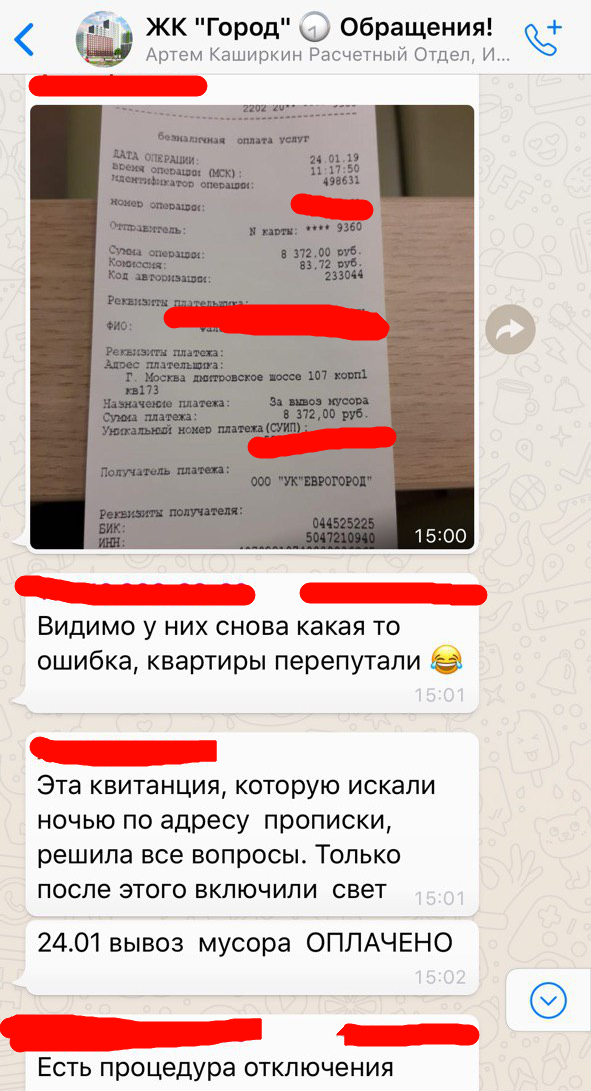 ЖК "Город" 🕣 Обращения!
Артем Каширкин Расчетный Отдел, И...
безналичная оплата услуг
ДАТА ОПЕРАЦИИ: 24.01.19
время операции (МСК): 11:17:50
идентификатор операции: 498631
номер операции:
Отправитель: N карты: **** 9360
Сумма операции: 8 372,00 руб.
Комиссия: 83,72 руб.
Код авторизации: 233044
Реквизиты плательщика:
ФИО:
Реквизиты платежа:
Адрес плательщика:
Г. Москва дмитровское шоссе 107 корп1
кв173
Назначение платежа: За вывоз мусора
Сумма платежа: 8 372,00 руб.
Уникальный номер платежа(СУИП):
Получатель платежа:
ООО "УК"ЕВРОГОРОД"
Реквизиты получателя:
БИК: 044525225
ИНН: 5047210940
15:00
Видимо у них снова какая то
ошибка, квартиры перепутали 😂
15:01
Эта квитанция, которую искали
ночью по адресу прописки,
решила все вопросы. Только
после этого включили свет
15:01
24.01 вывоз мусора ОПЛАЧЕНО
15:02
Есть процедура отключения